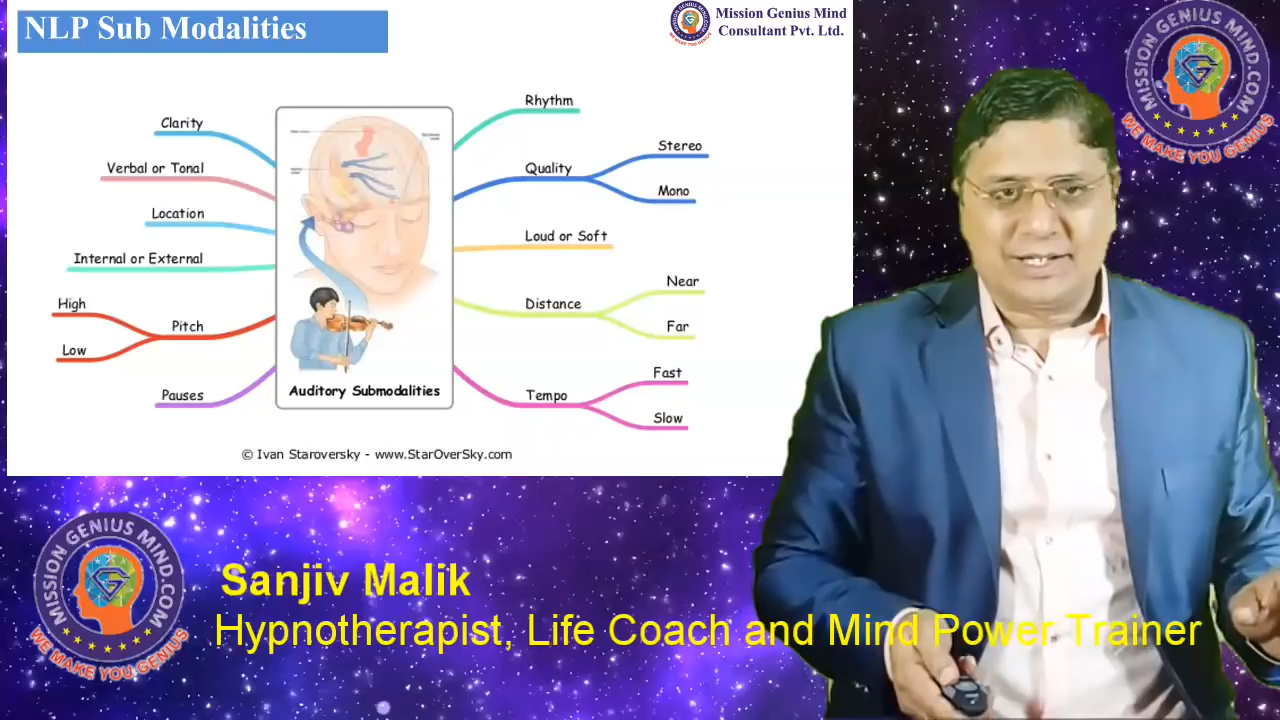 NLP Sub Modalities
Mission Genius Mind
Consultant Pvt. Ltd.
MISSION GENIUS MIND.COM
WE MAKE YOU GENIUS
Clarity
Verbal or Tonal
Location
Internal or External
High
Pitch
Low
Pauses
Rhythm
Quality
Stereo
Mono
Loud or Soft
Distance
Near
Far
Tempo
Fast
Slow
Auditory Submodalities
© Ivan Staroversky - www.StarOverSky.com
MISSION GENIUS MIND.COM
WE MAKE YOU GENIUS
Sanjiv Malik
Hypnotherapist, Life Coach and Mind Power Trainer